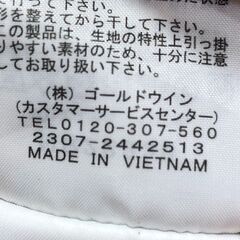 形を整えてから干して下さい。
この製品は、生地の特性上引っ掛
やすい素材のため、十分に注意して
お取り扱い下さい。
(株) ゴールドウイン
(カスタマーサービスセンター)
TEL0120-307-560
2307-2442513
MADE IN VIETNAM